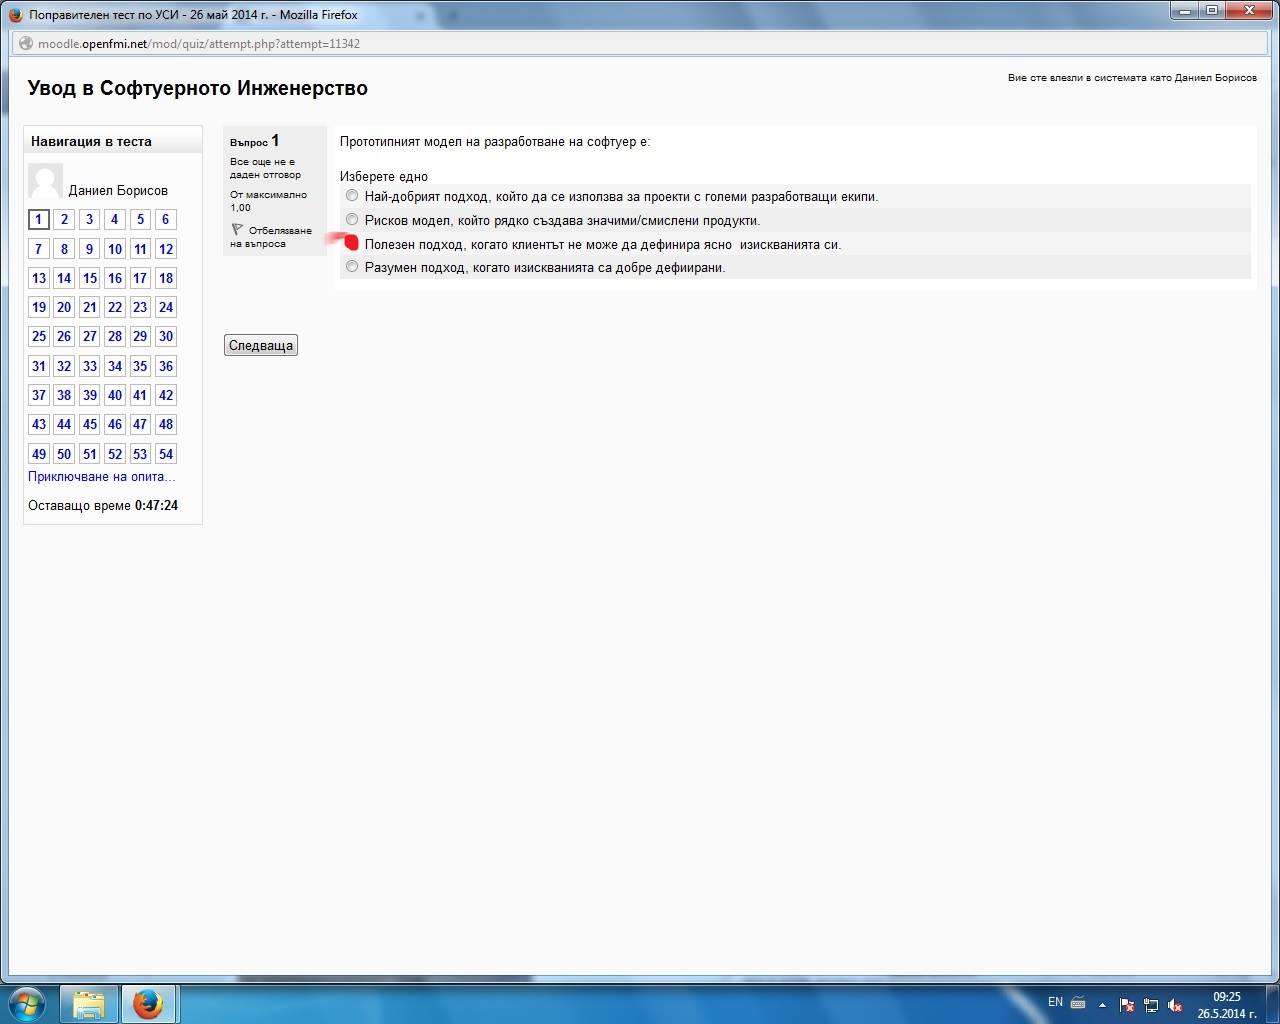 Поправителен тест по УСИ - 26 май 2014 г. - Mozilla Firefox
moodle.openfmi.net/mod/quiz/attempt.php?attempt=11342
Вие сте влезли в системата като Даниел Борисов
Увод в Софтуерното Инженерство
Навигация в теста
Даниел Борисов
1 2 3 4 5 6
7 8 9 10 11 12
13 14 15 16 17 18
19 20 21 22 23 24
25 26 27 28 29 30
31 32 33 34 35 36
37 38 39 40 41 42
43 44 45 46 47 48
49 50 51 52 53 54
Приключване на опита...
Оставащо време 0:47:24
Въпрос 1
Все още не е
даден отговор
От максимално
1,00
Отбелязване
на въпроса
Прототипният модел на разработване на софтуер е:
Изберете едно
Най-добрият подход, който да се използва за проекти с големи разработващи екипи.
Рисков модел, който рядко създава значими/смислени продукти.
Полезен подход, когато клиентът не може да дефинира ясно  изискванията си.
Разумен подход, когато изискванията са добре дефиирани.
Следваща
EN
09:25
26.5.2014 г.